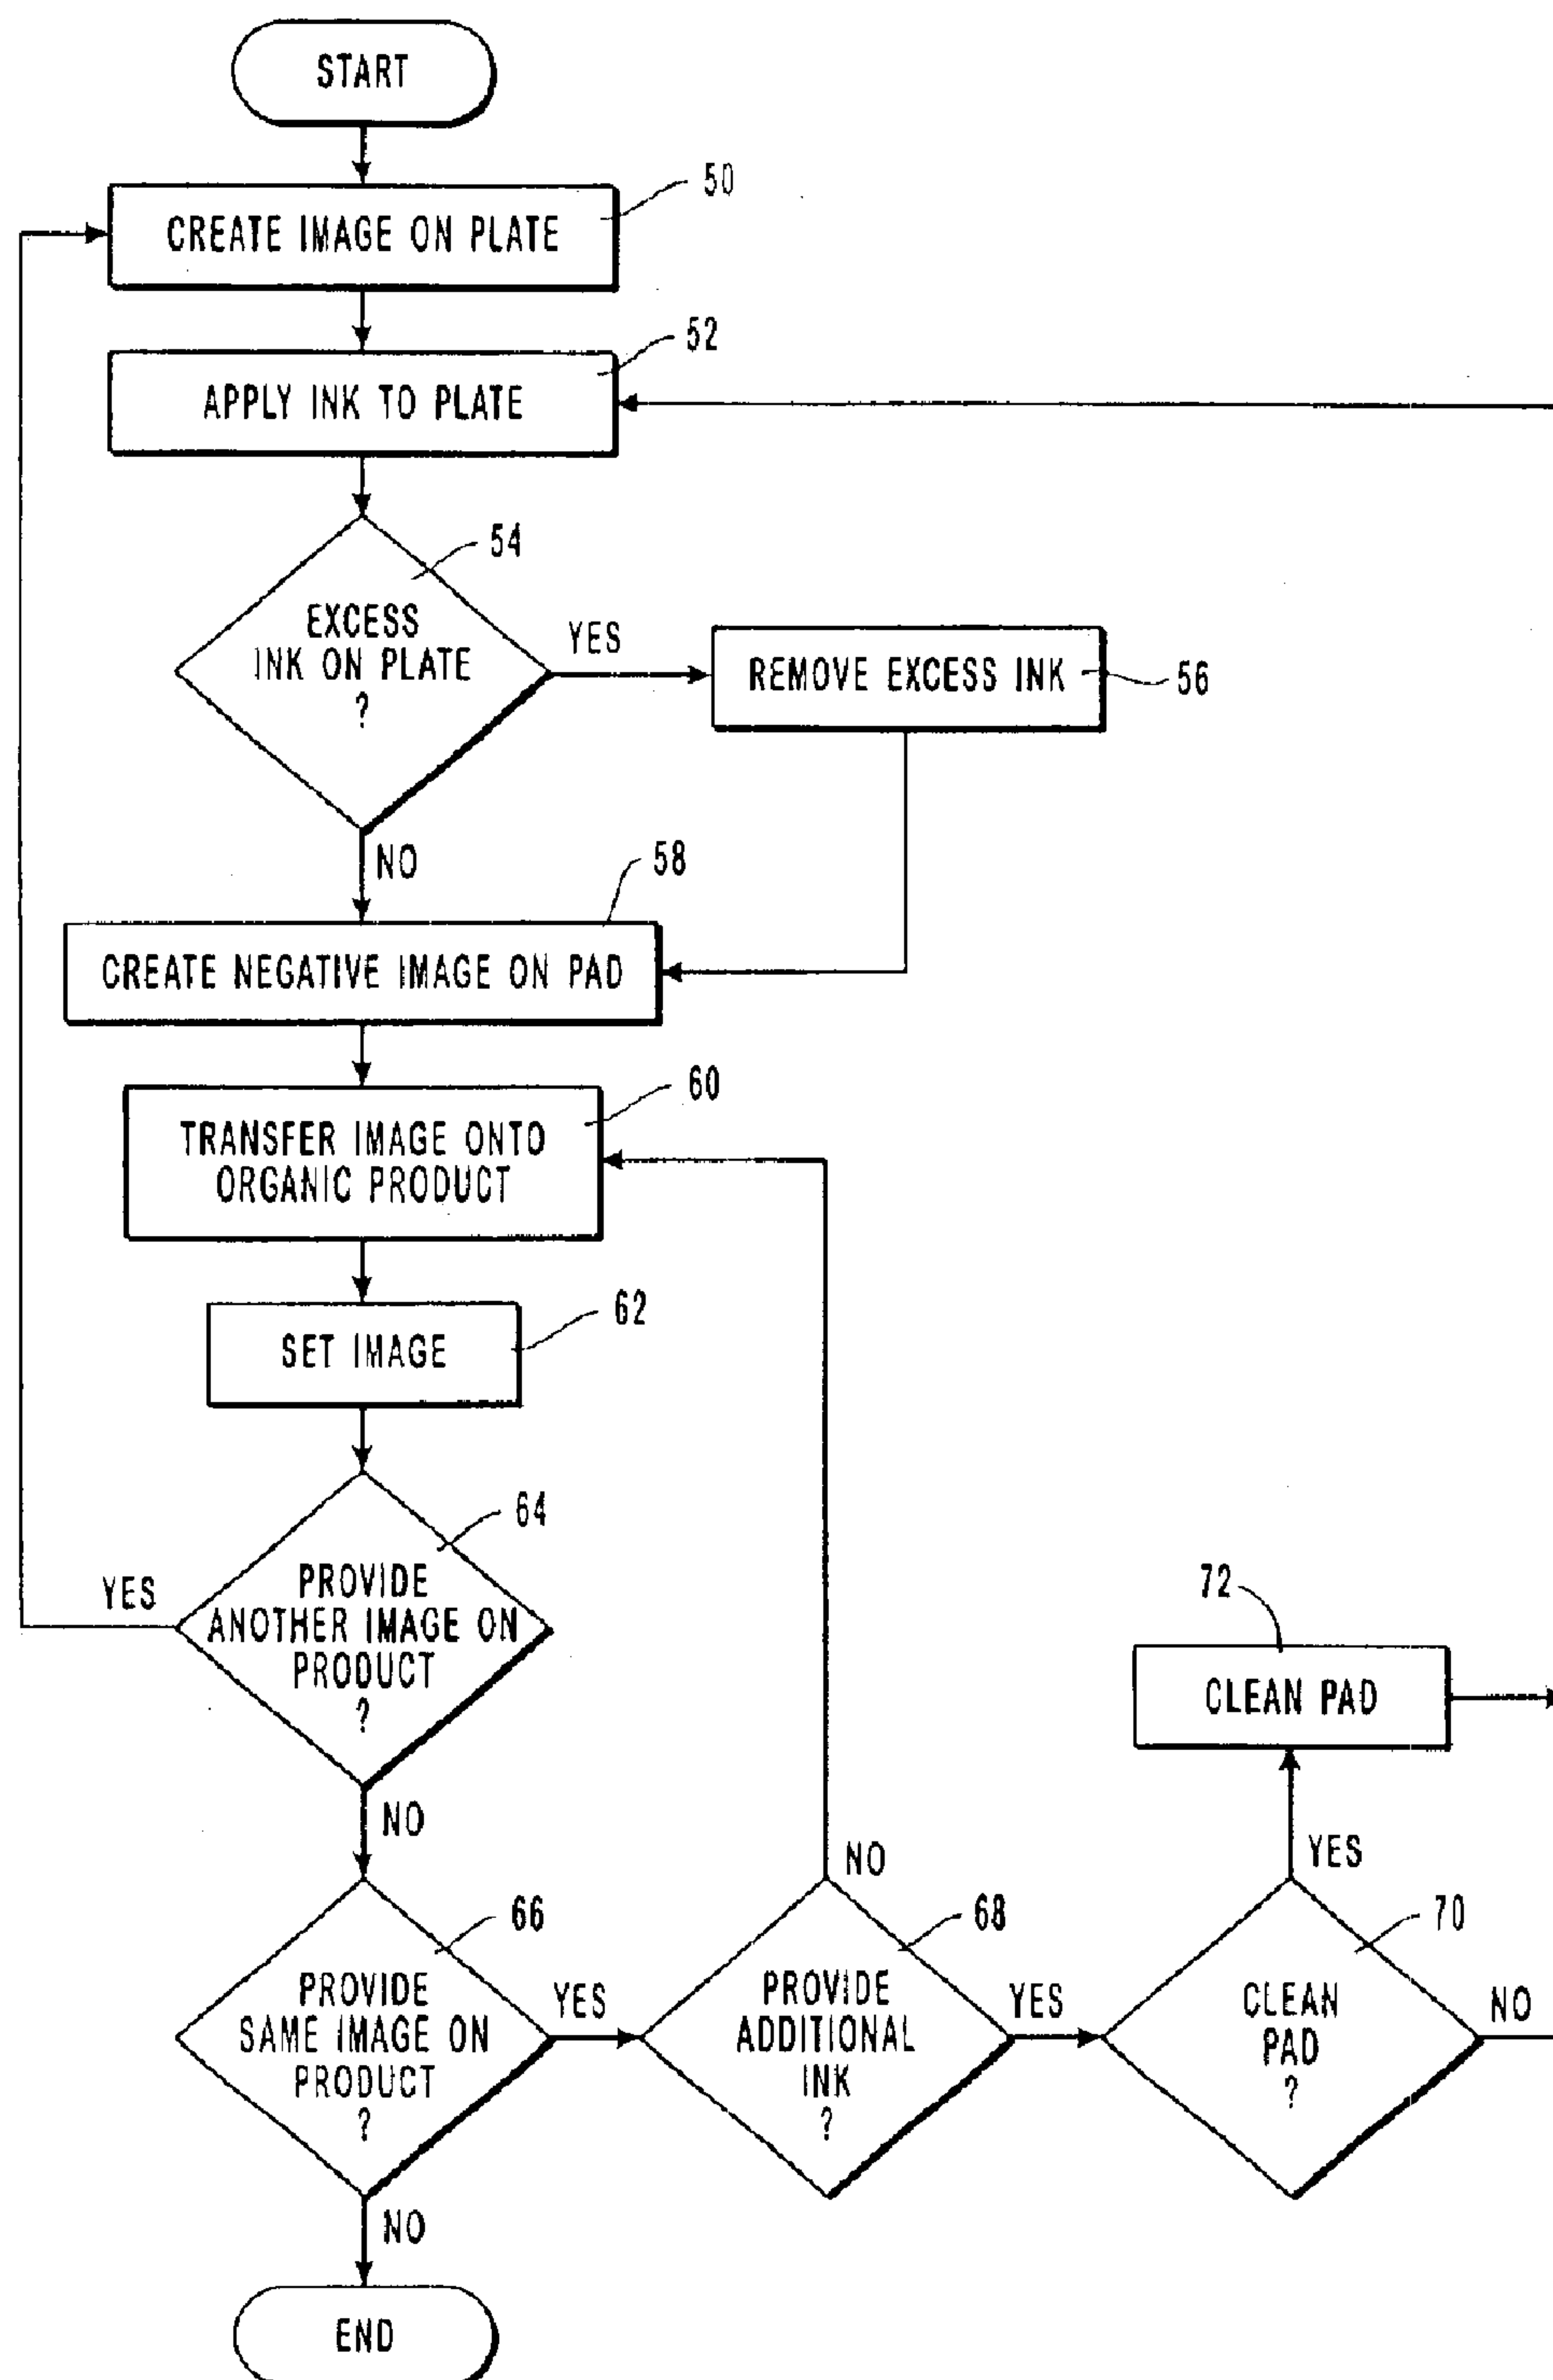 START
50
CREATE IMAGE ON PLATE
52
APPLY INK TO PLATE
54
EXCESS
INK ON PLATE
?
YES
REMOVE EXCESS INK
56
NO
58
CREATE NEGATIVE IMAGE ON PAD
60
TRANSFER IMAGE ONTO
ORGANIC PRODUCT
62
SET IMAGE
64
YES
PROVIDE
ANOTHER IMAGE ON
PRODUCT
?
72
CLEAN PAD
NO
66
PROVIDE
SAME IMAGE ON
PRODUCT
?
YES
NO
68
PROVIDE
ADDITIONAL
INK
?
YES
YES
70
CLEAN
PAD
?
NO
NO
END